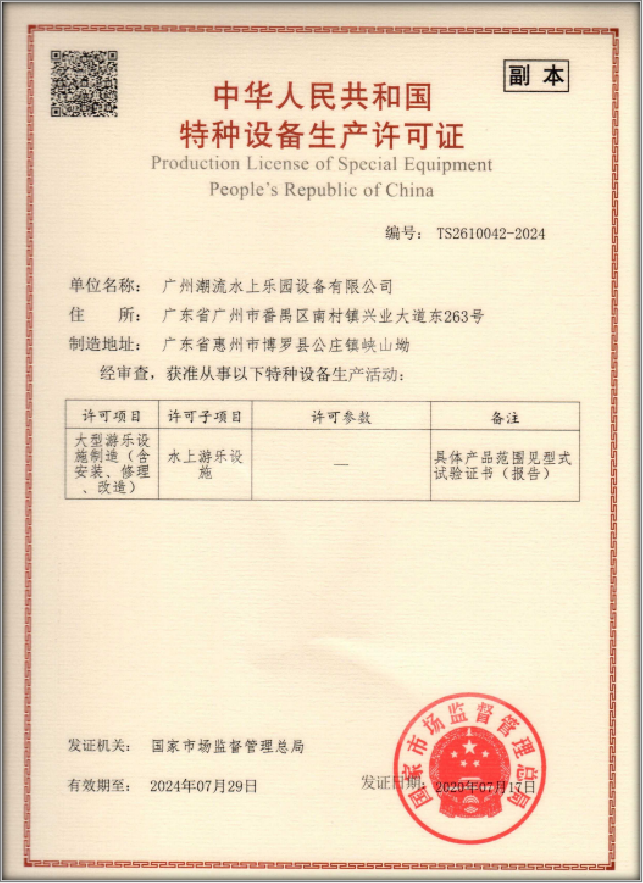 副 本
中华人民共和国
特种设备生产许可证
Production License of Special Equipment
People's Republic of China
编号: TS2610042-2024
单位名称: 广州潮流水上乐园设备有限公司
住 所: 广东省广州市番禺区南村镇兴业大道东263号
制造地址: 广东省惠州市博罗县公庄镇峡山坳
经审查，获准从事以下特种设备生产活动:
许可项目 许可子项目 许可参数 备注
大型游乐设施制造（含安装、修理、改造） 水上游乐设施 — 具体产品范围见型式试验证书（报告）
发证机关: 国家市场监督管理总局
有效期至: 2024年07月29日
发证日期: 2020年07月17日
国家市场监督管理总局